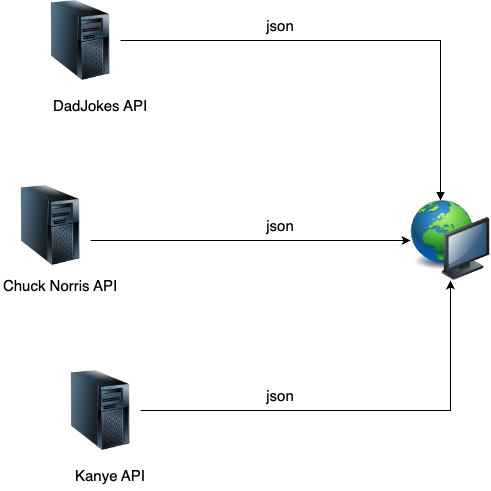 json
DadJokes API
json
Chuck Norris API
json
Kanye API